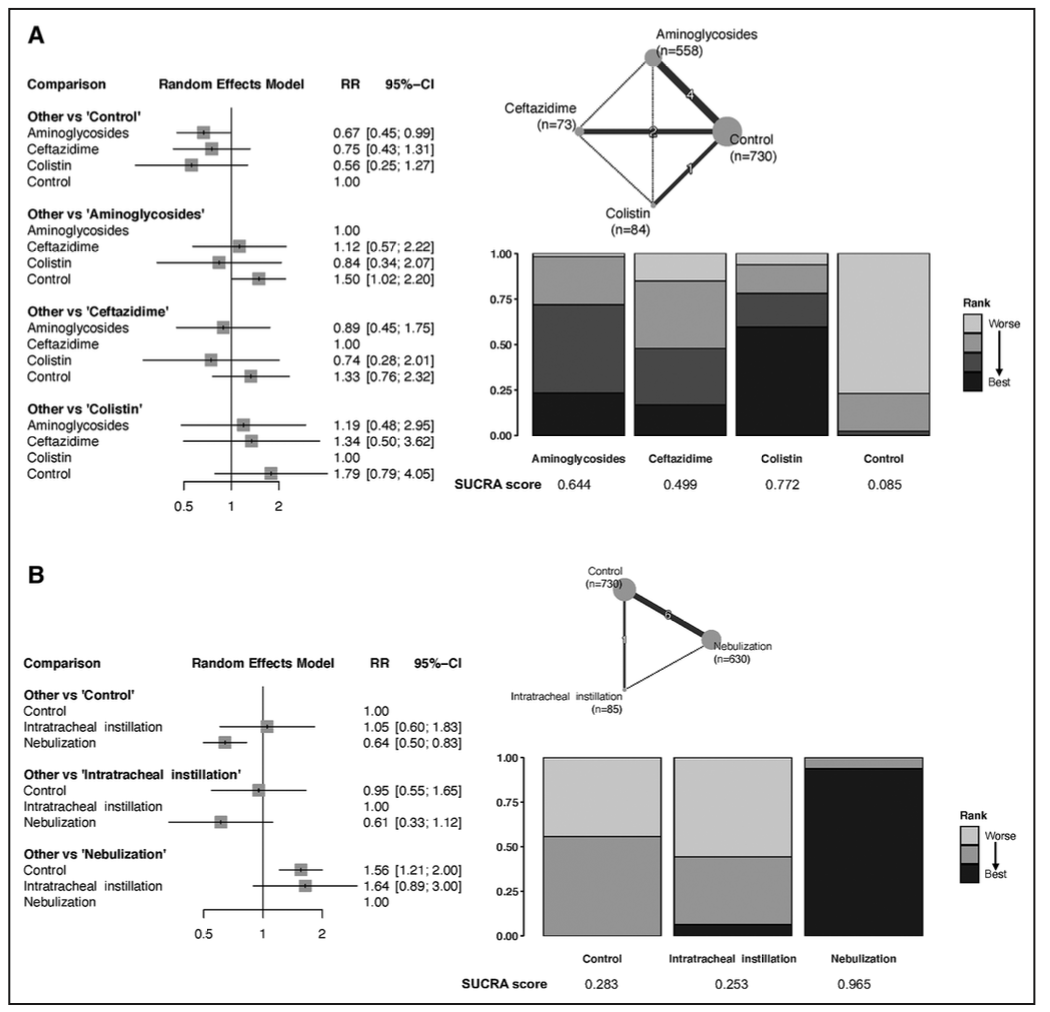 A
Comparison Random Effects Model RR 95%−CI
Other vs 'Control'
Aminoglycosides 0.67 [0.45; 0.99]
Ceftazidime 0.75 [0.43; 1.31]
Colistin 0.56 [0.25; 1.27]
Control 1.00
Other vs 'Aminoglycosides'
Aminoglycosides 1.00
Ceftazidime 1.12 [0.57; 2.22]
Colistin 0.84 [0.34; 2.07]
Control 1.50 [1.02; 2.20]
Other vs 'Ceftazidime'
Aminoglycosides 0.89 [0.45; 1.75]
Ceftazidime 1.00
Colistin 0.74 [0.28; 2.01]
Control 1.33 [0.76; 2.32]
Other vs 'Colistin'
Aminoglycosides 1.19 [0.48; 2.95]
Ceftazidime 1.34 [0.50; 3.62]
Colistin 1.00
Control 1.79 [0.79; 4.05]
0.5 1 2
Aminoglycosides
(n=558)
4
Ceftazidime
(n=73)
2
Control
(n=730)
1
Colistin
(n=84)
1.00
0.75
0.50
0.25
0.00
Rank
Worse
Best
Aminoglycosides Ceftazidime Colistin Control
SUCRA score 0.644 0.499 0.772 0.085
B
Comparison Random Effects Model RR 95%−CI
Other vs 'Control'
Control 1.00
Intratracheal instillation 1.05 [0.60; 1.83]
Nebulization 0.64 [0.50; 0.83]
Other vs 'Intratracheal instillation'
Control 0.95 [0.55; 1.65]
Intratracheal instillation 1.00
Nebulization 0.61 [0.33; 1.12]
Other vs 'Nebulization'
Control 1.56 [1.21; 2.00]
Intratracheal instillation 1.64 [0.89; 3.00]
Nebulization 1.00
0.5 1 2
Control
(n=730)
6
1
Nebulization
(n=630)
Intratracheal instillation
(n=85)
1.00
0.75
0.50
0.25
0.00
Rank
Worse
Best
Control Intratracheal instillation Nebulization
SUCRA score 0.283 0.253 0.965